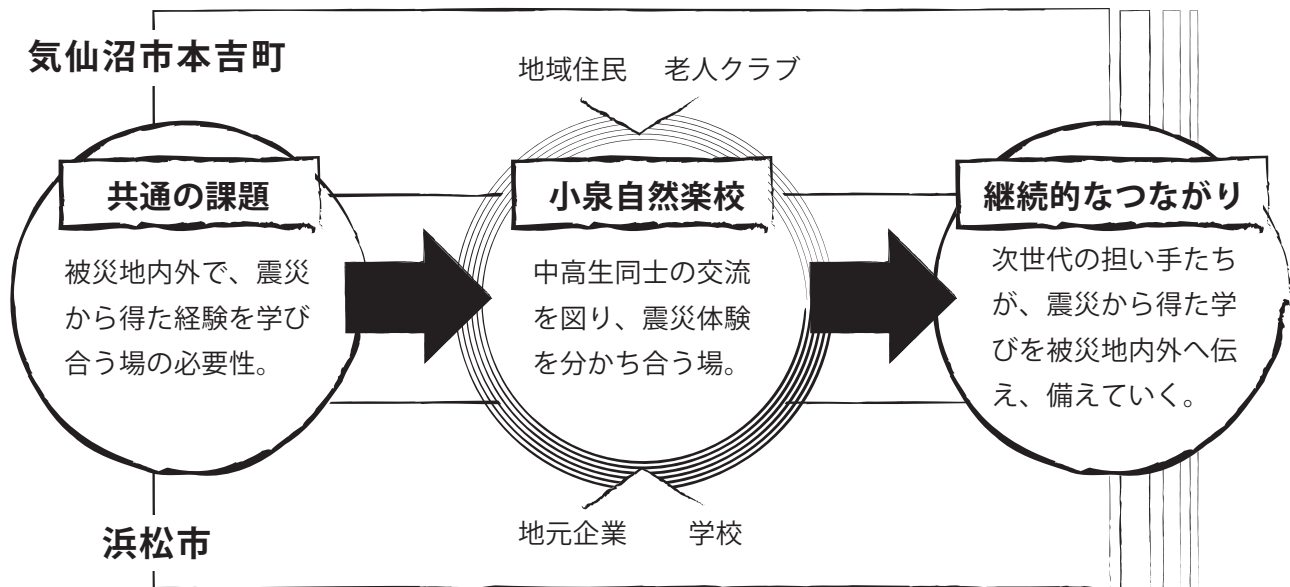 気仙沼市本吉町
地域住民 老人クラブ
共通の課題
被災地内外で、震災
から得た経験を学び
合う場の必要性。
小泉自然楽校
中高生同士の交流
を図り、震災体験
を分かち合う場。
継続的なつながり
次世代の担い手たち
が、震災から得た学
びを被災地内外へ伝
え、備えていく。
地元企業 学校
浜松市